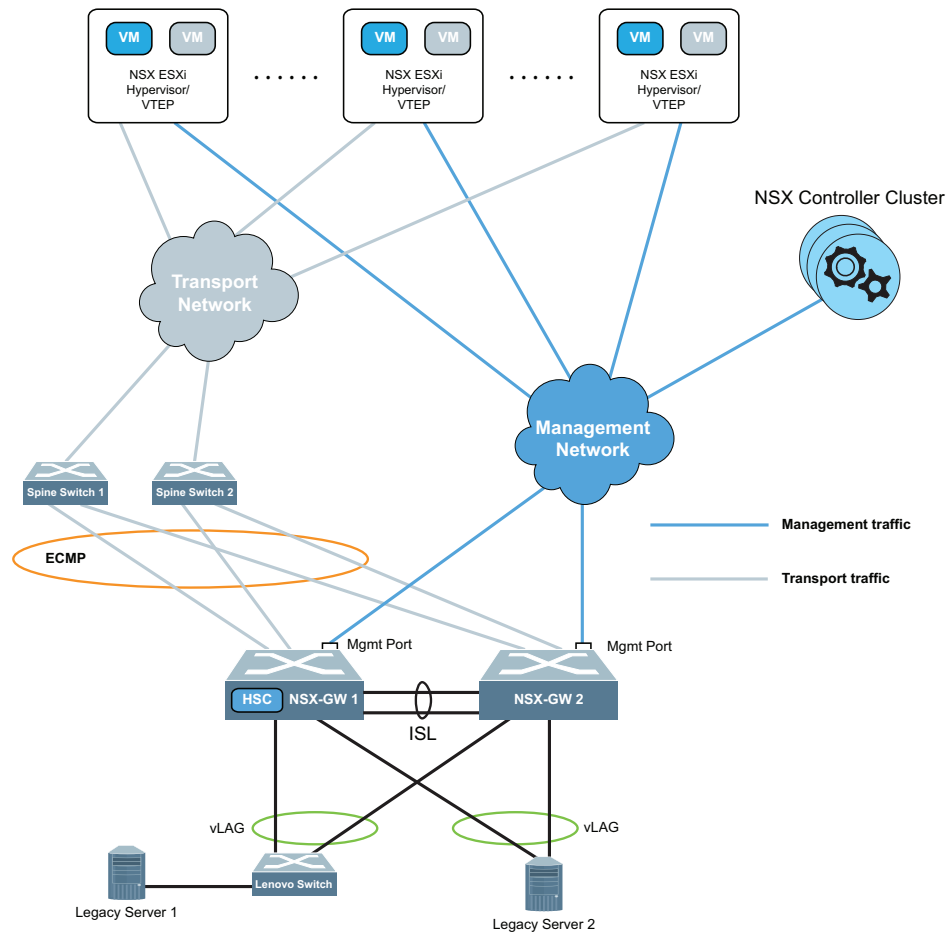 VM VM
NSX ESXi
Hypervisor/
VTEP
......
VM VM
NSX ESXi
Hypervisor/
VTEP
......
VM VM
NSX ESXi
Hypervisor/
VTEP
NSX Controller Cluster
Transport
Network
Management
Network
Spine Switch 1
Spine Switch 2
Management traffic
ECMP
Transport traffic
Mgmt Port
Mgmt Port
HSC NSX-GW 1
NSX-GW 2
ISL
vLAG
vLAG
Lenovo Switch
Legacy Server 1
Legacy Server 2